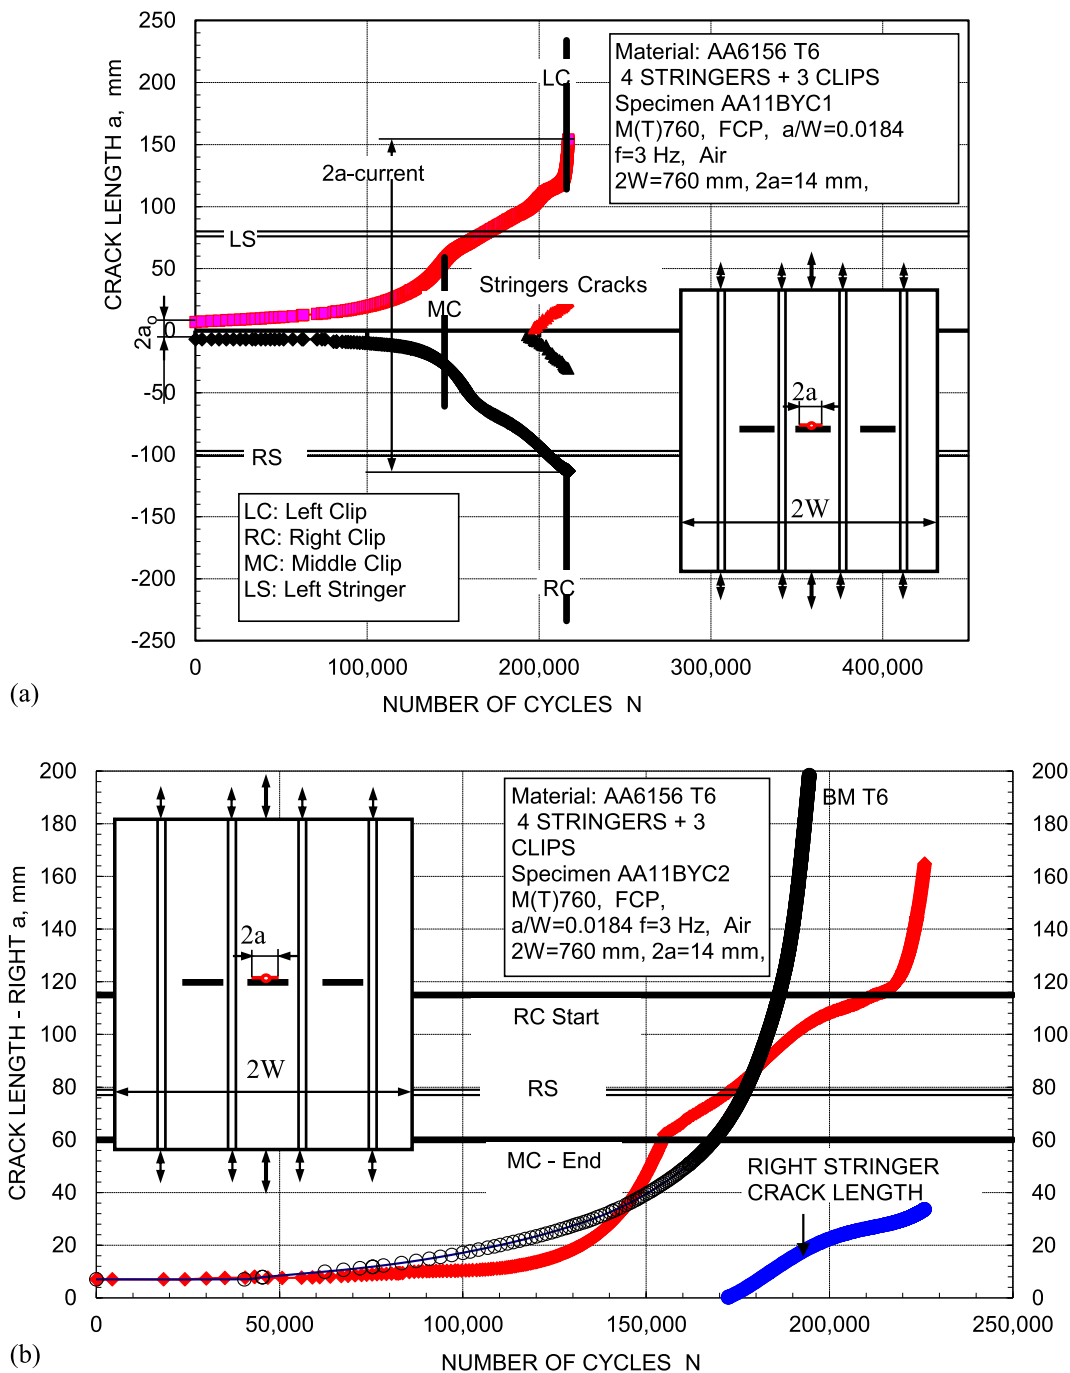 250
200
150
100
50
0
-50
-100
-150
-200
-250
CRACK LENGTH a, mm
2a₀
LC
2a-current
LS
MC
Stringers Cracks
RS
RC
Material: AA6156 T6
4 STRINGERS + 3 CLIPS
Specimen AA11BYC1
M(T)760, FCP, a/W=0.0184
f=3 Hz, Air
2W=760 mm, 2a=14 mm,
2a
2W
LC: Left Clip
RC: Right Clip
MC: Middle Clip
LS: Left Stringer
0 100,000 200,000 300,000 400,000
NUMBER OF CYCLES N
(a)
200
180
160
140
120
100
80
60
40
20
0
CRACK LENGTH - RIGHT a, mm
2a
2W
Material: AA6156 T6
4 STRINGERS + 3
CLIPS
Specimen AA11BYC2
M(T)760, FCP,
a/W=0.0184 f=3 Hz, Air
2W=760 mm, 2a=14 mm,
BM T6
RC Start
RS
MC - End
RIGHT STRINGER
CRACK LENGTH
200
180
160
140
120
100
80
60
40
20
0
0 50,000 100,000 150,000 200,000 250,000
NUMBER OF CYCLES N
(b)